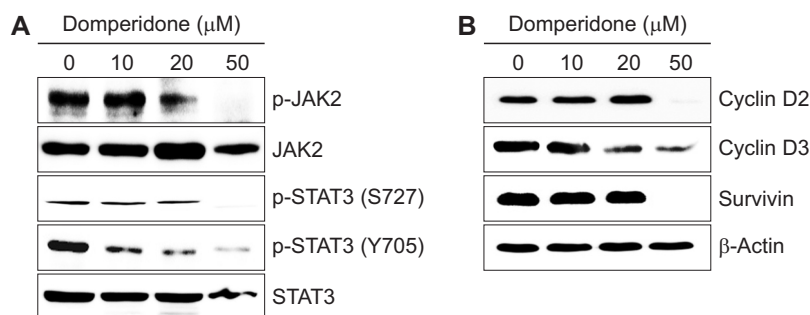 A
Domperidone (μM)
0 10 20 50
p-JAK2
JAK2
p-STAT3 (S727)
p-STAT3 (Y705)
STAT3
B
Domperidone (μM)
0 10 20 50
Cyclin D2
Cyclin D3
Survivin
β-Actin